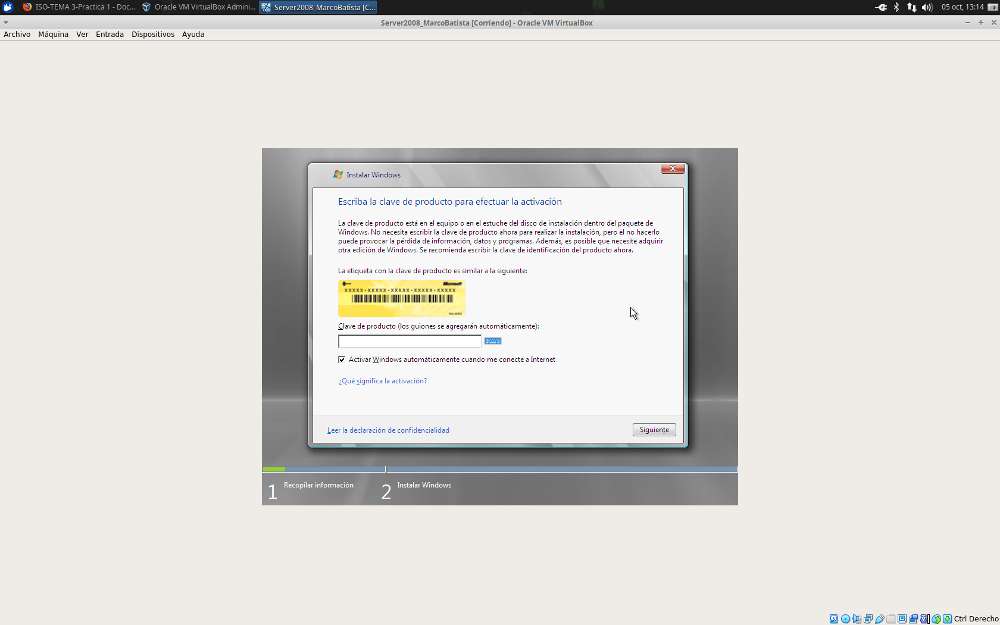 ISO-TEMA 3-Practica 1 - Doc...
Oracle VM VirtualBox Admini...
Server2008_MarcoBatista [C...
05 oct, 13:14
Server2008_MarcoBatista [Corriendo] - Oracle VM VirtualBox
Archivo Máquina Ver Entrada Dispositivos Ayuda
Instalar Windows
Escriba la clave de producto para efectuar la activación
La clave de producto está en el equipo o en el estuche del disco de instalación dentro del paquete de
Windows. No necesita escribir la clave de producto ahora para realizar la instalación, pero el no hacerlo
puede provocar la pérdida de información, datos y programas. Además, es posible que necesite adquirir
otra edición de Windows. Se recomienda escribir la clave de identificación del producto ahora.
La etiqueta con la clave de producto es similar a la siguiente:
Microsoft
XXXXX-XXXXX-XXXXX-XXXXX-XXXXX
Clave de producto (los guiones se agregarán automáticamente):
Activar Windows automáticamente cuando me conecte a Internet
¿Qué significa la activación?
Leer la declaración de confidencialidad
Siguiente
1 Recopilar información
2 Instalar Windows
Ctrl Derecho